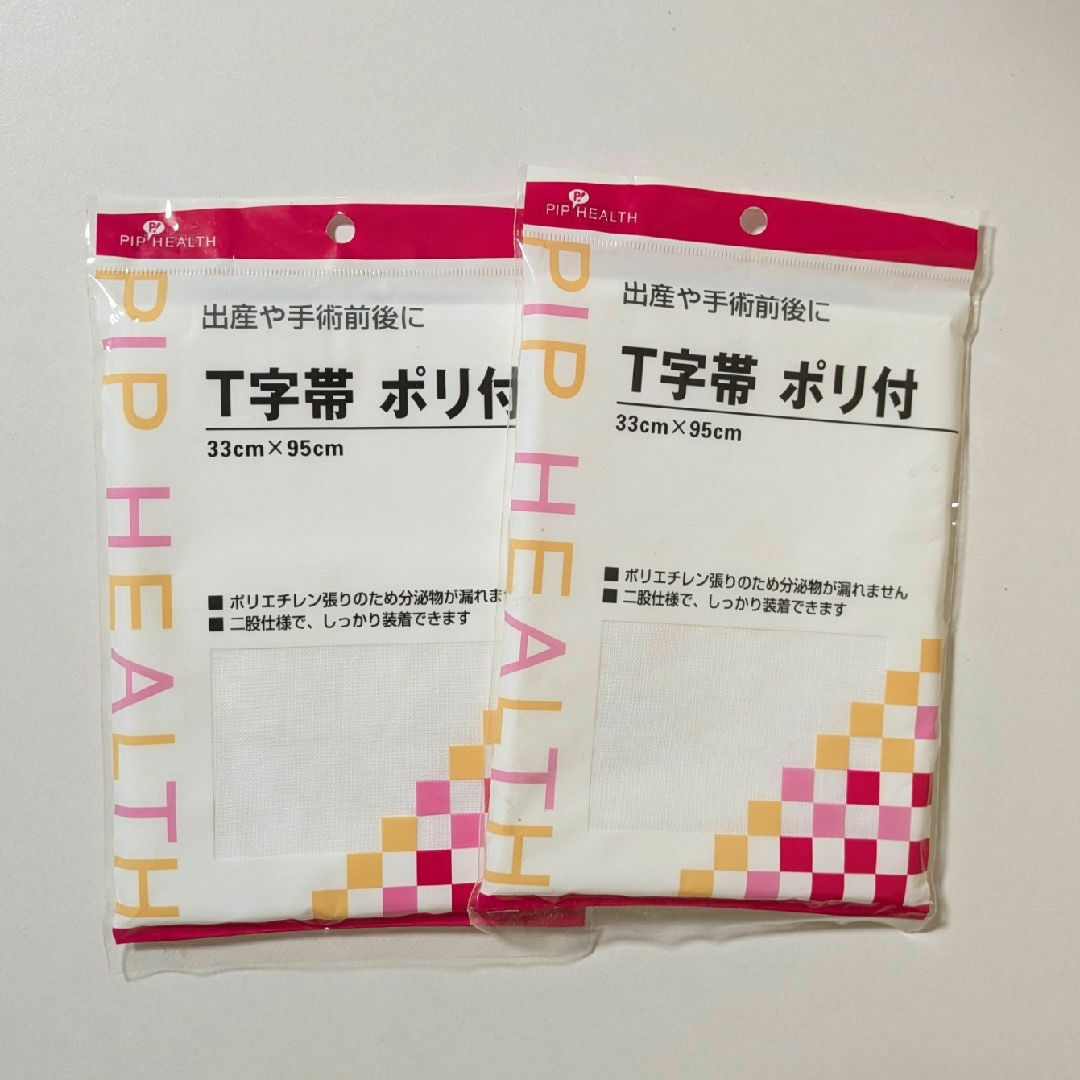 PIP HEALTH
PIP HEALTH
出産や手術前後に
T字帯 ポリ付
33cm×95cm
■ ポリエチレン張りのため分泌物が漏れませ
■ 二股仕様で、しっかり装着できます
PIP HEALTH
PIP HEALTH
出産や手術前後に
T字帯 ポリ付
33cm×95cm
■ ポリエチレン張りのため分泌物が漏れません
■ 二股仕様で、しっかり装着できます